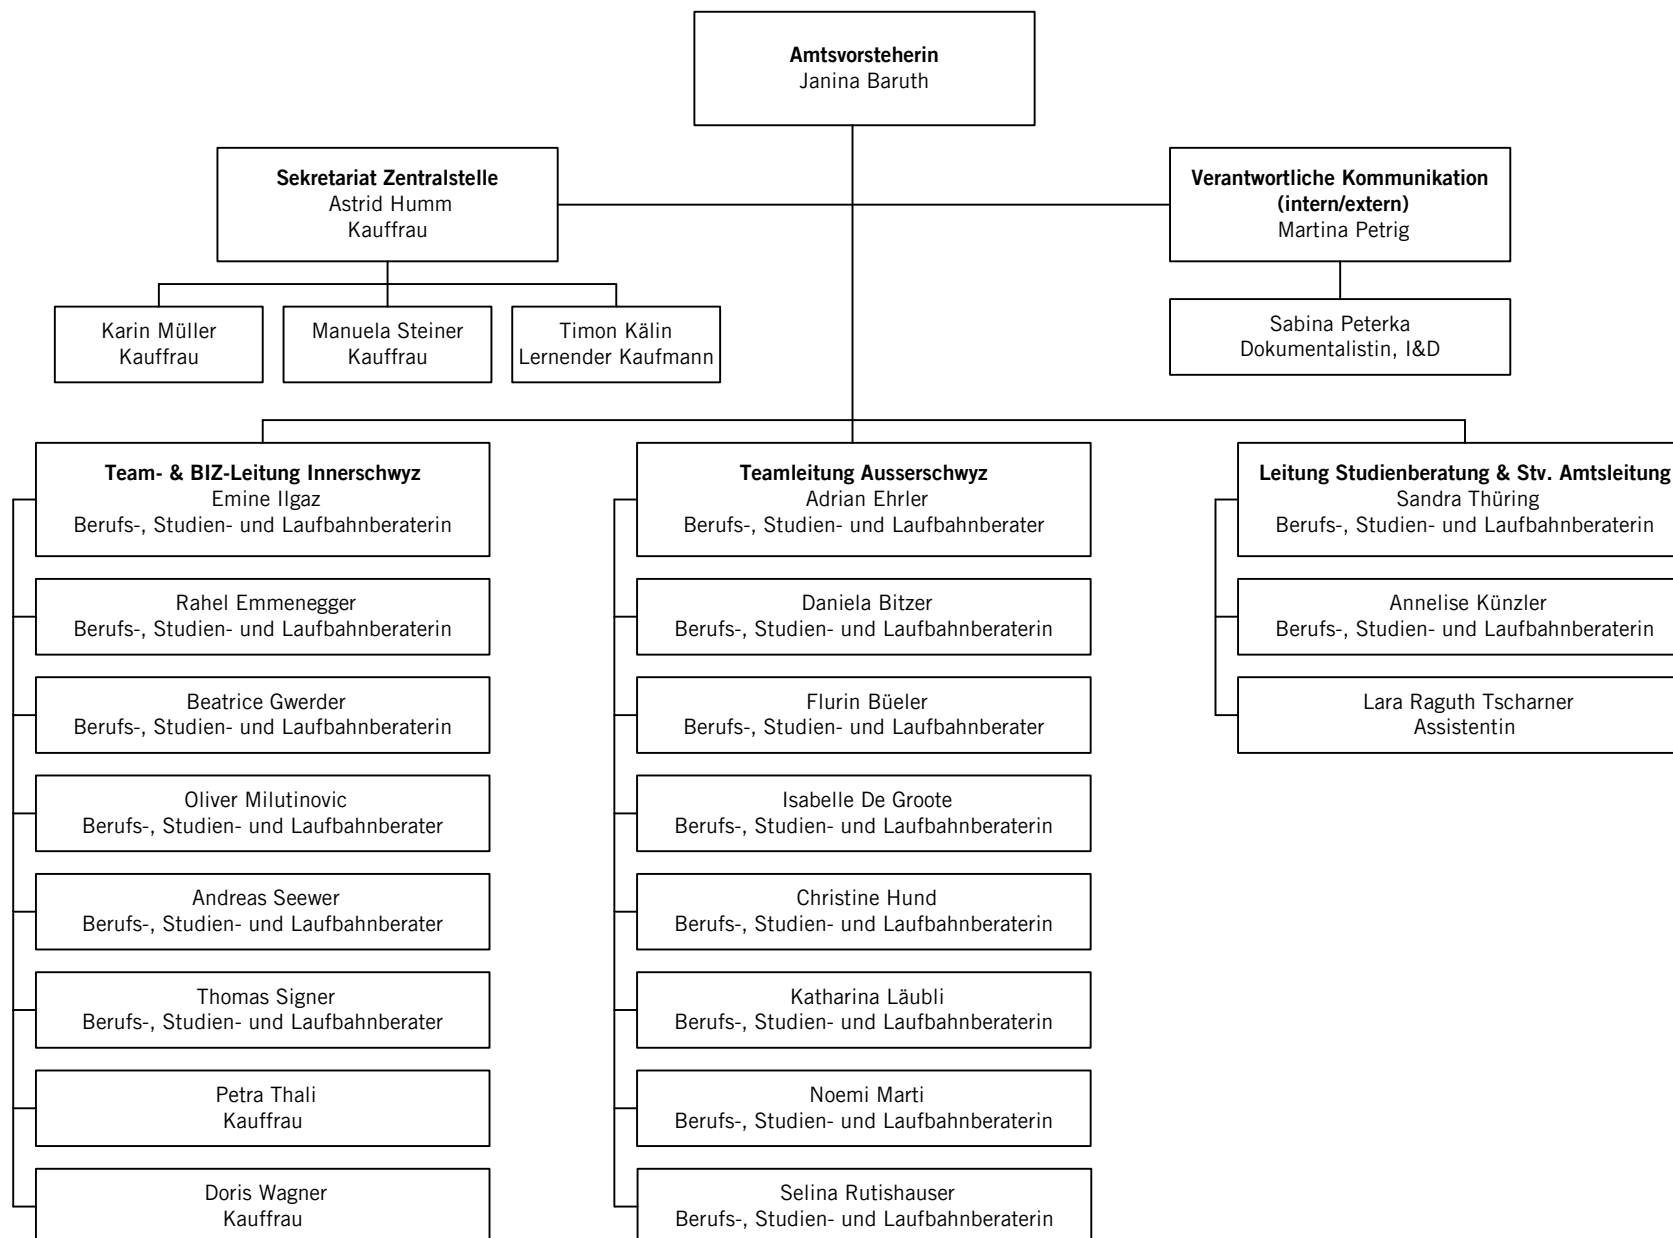 Amtsvorsteherin
Janina Baruth
Sekretariat Zentralstelle
Astrid Humm
Kauffrau
Verantwortliche Kommunikation
(intern/extern)
Martina Petrig
Karin Müller
Kauffrau
Manuela Steiner
Kauffrau
Timon Kälin
Lernender Kaufmann
Sabina Peterka
Dokumentalistin, I&D
Team- & BIZ-Leitung Innerschwyz
Emine Ilgaz
Berufs-, Studien- und Laufbahnberaterin
Rahel Emmenegger
Berufs-, Studien- und Laufbahnberaterin
Beatrice Gwerder
Berufs-, Studien- und Laufbahnberaterin
Oliver Milutinovic
Berufs-, Studien- und Laufbahnberater
Andreas Seewer
Berufs-, Studien- und Laufbahnberater
Thomas Signer
Berufs-, Studien- und Laufbahnberater
Petra Thali
Kauffrau
Doris Wagner
Kauffrau
Teamleitung Ausserschwyz
Adrian Ehrler
Berufs-, Studien- und Laufbahnberater
Daniela Bitzer
Berufs-, Studien- und Laufbahnberaterin
Flurin Büeler
Berufs-, Studien- und Laufbahnberater
Isabelle De Groote
Berufs-, Studien- und Laufbahnberaterin
Christine Hund
Berufs-, Studien- und Laufbahnberaterin
Katharina Läubli
Berufs-, Studien- und Laufbahnberaterin
Noemi Marti
Berufs-, Studien- und Laufbahnberaterin
Selina Rutishauser
Berufs-, Studien- und Laufbahnberaterin
Leitung Studienberatung & Stv. Amtsleitung
Sandra Thüring
Berufs-, Studien- und Laufbahnberaterin
Annelise Künzler
Berufs-, Studien- und Laufbahnberaterin
Lara Raguth Tscharner
Assistentin